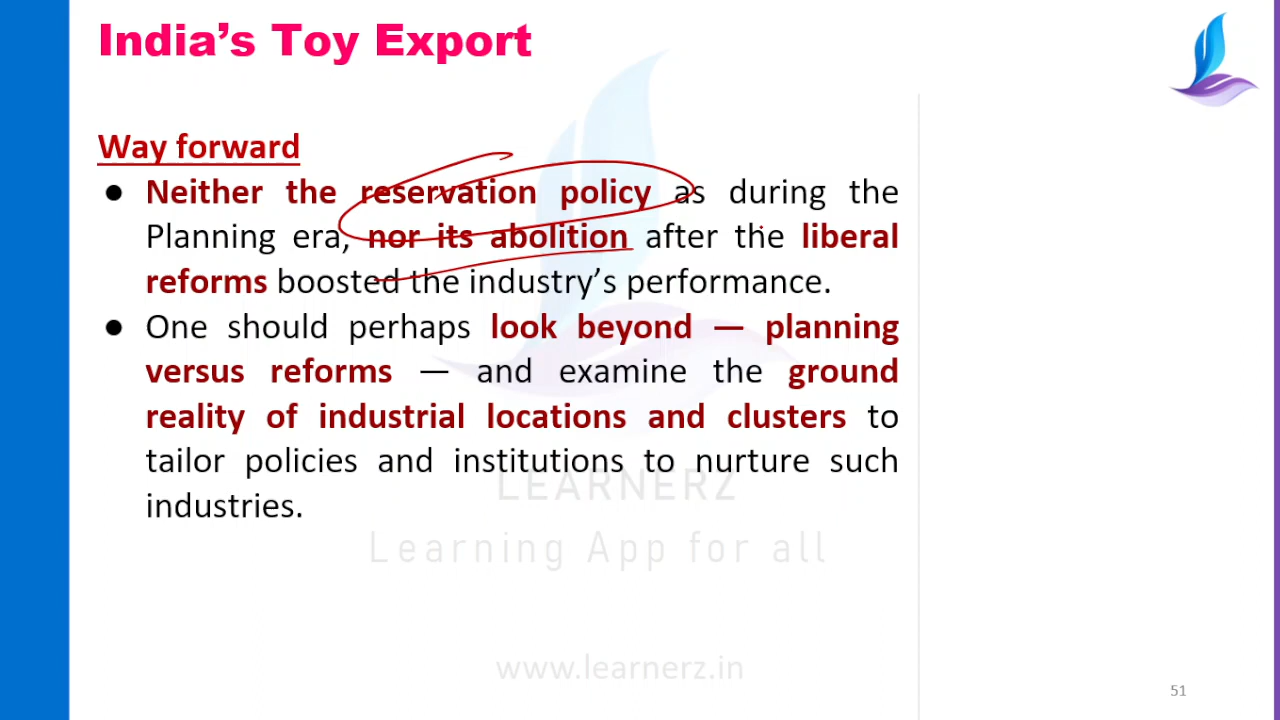 India's Toy Export
Way forward
● Neither the reservation policy as during the
Planning era, nor its abolition after the liberal
reforms boosted the industry's performance.
● One should perhaps look beyond — planning
versus reforms — and examine the ground
reality of industrial locations and clusters to
tailor policies and institutions to nurture such
industries.
LEARNERZ
Learning App for all
www.learnerz.in
51